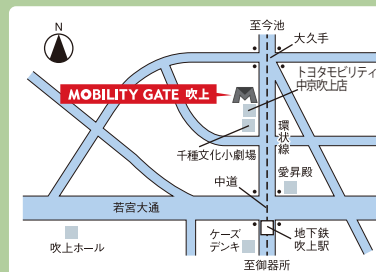 至今池
N
大久手
トヨタモビリティ
中京吹上店
MOBILITY GATE 吹上
環状線
千種文化小劇場
愛昇殿
中道
若宮大通
吹上ホール
ケーズ
デンキ
地下鉄
吹上駅
至御器所